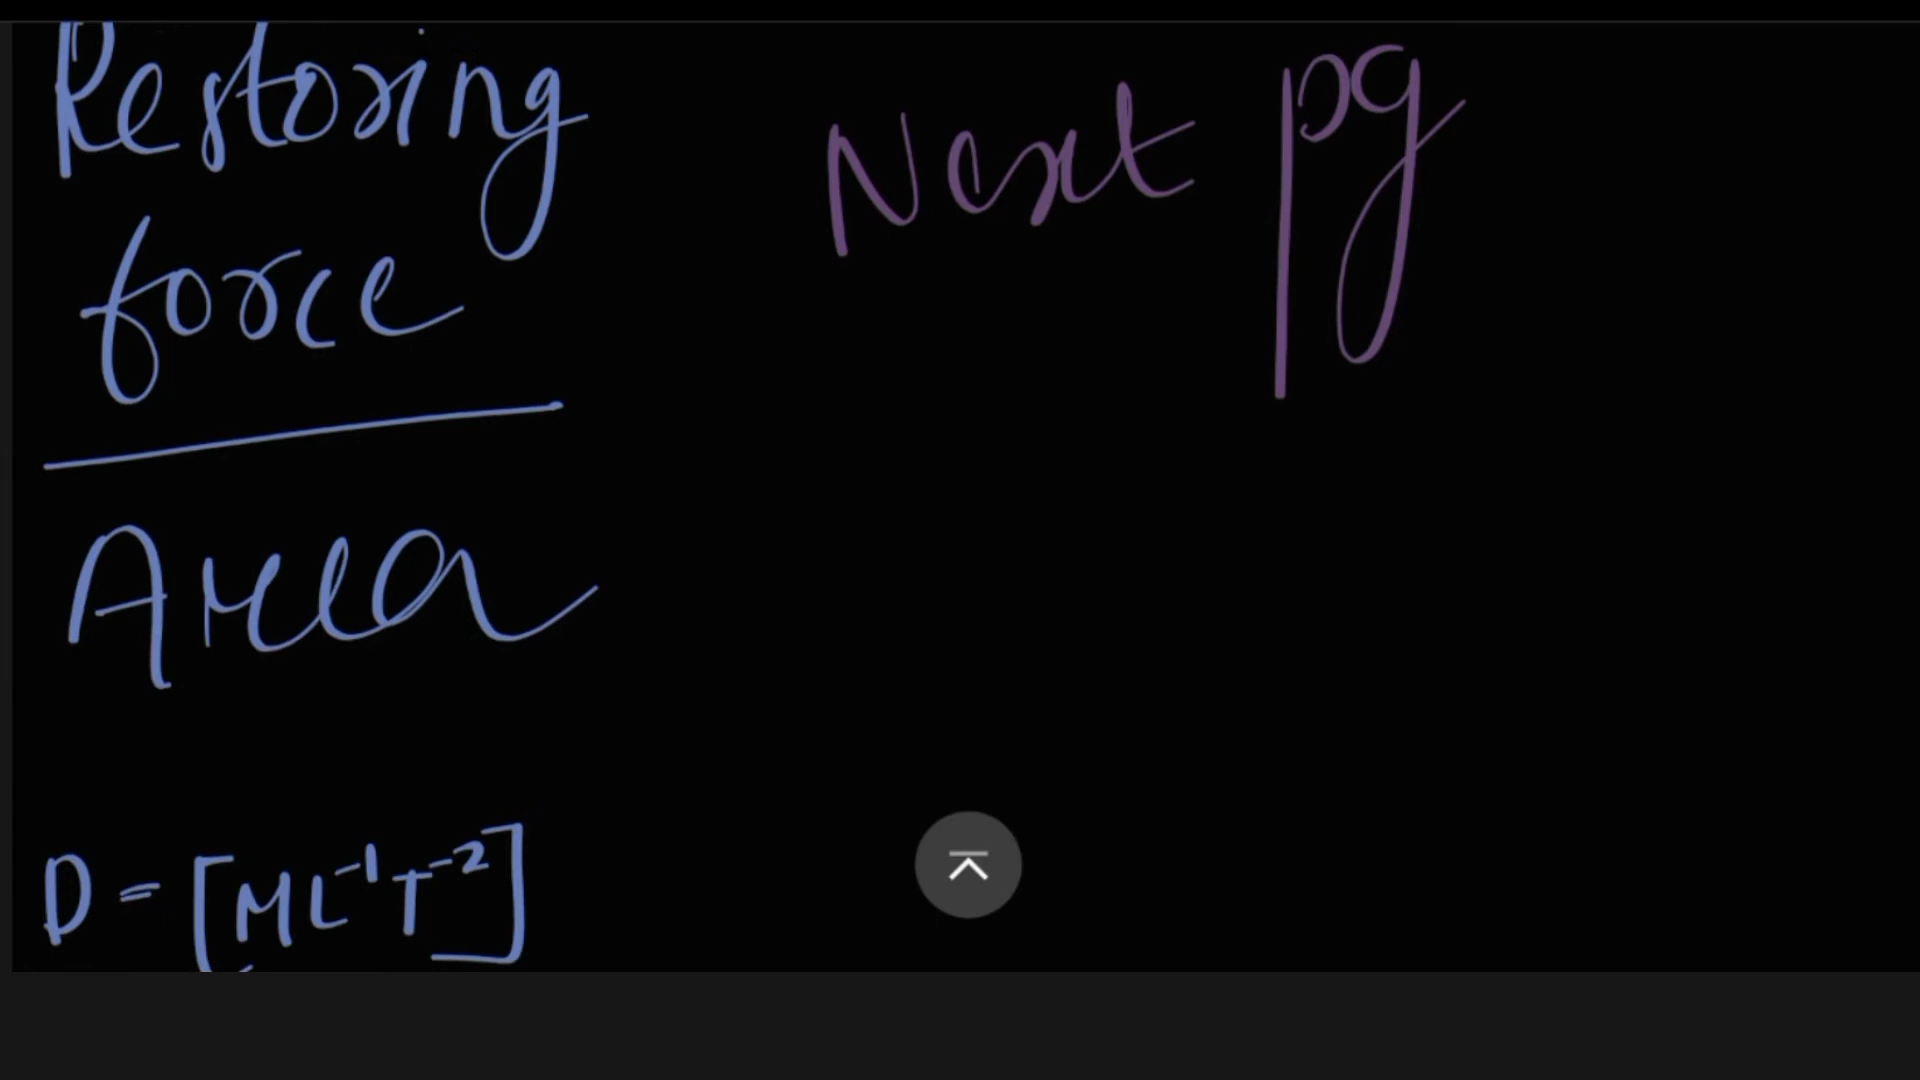 Restoring
force
Area
D = [ML⁻¹T⁻²]
Next pg